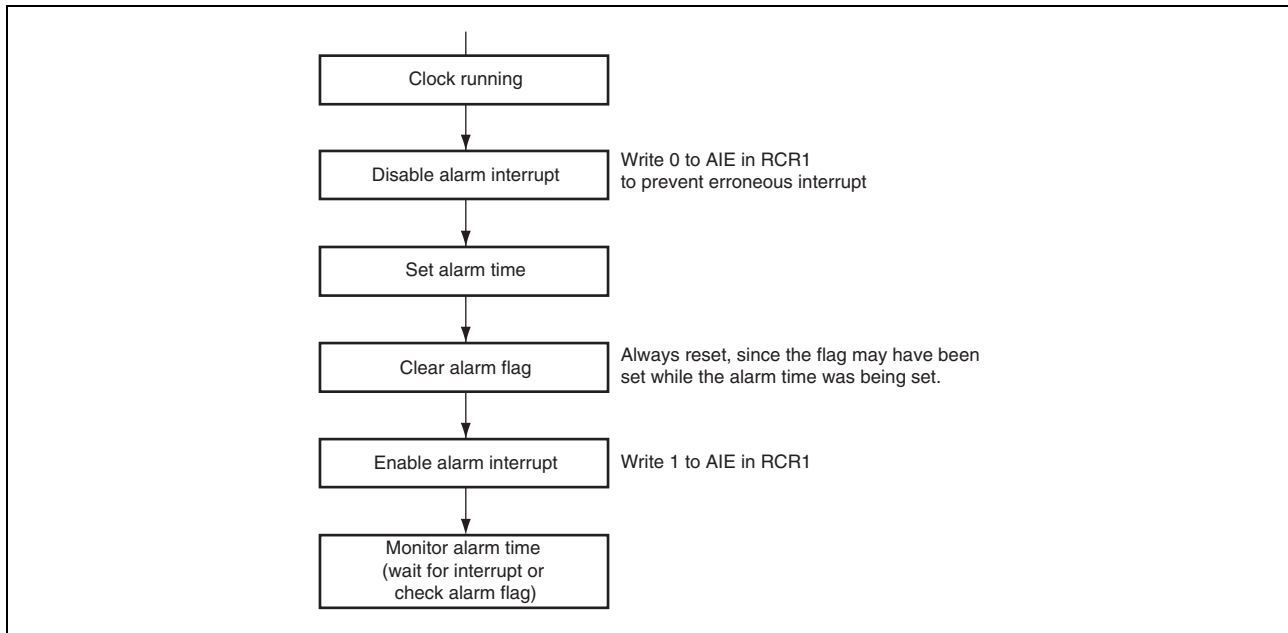 Clock running
Disable alarm interrupt
Write 0 to AIE in RCR1
to prevent erroneous interrupt
Set alarm time
Clear alarm flag
Always reset, since the flag may have been
set while the alarm time was being set.
Enable alarm interrupt
Write 1 to AIE in RCR1
Monitor alarm time
(wait for interrupt or
check alarm flag)